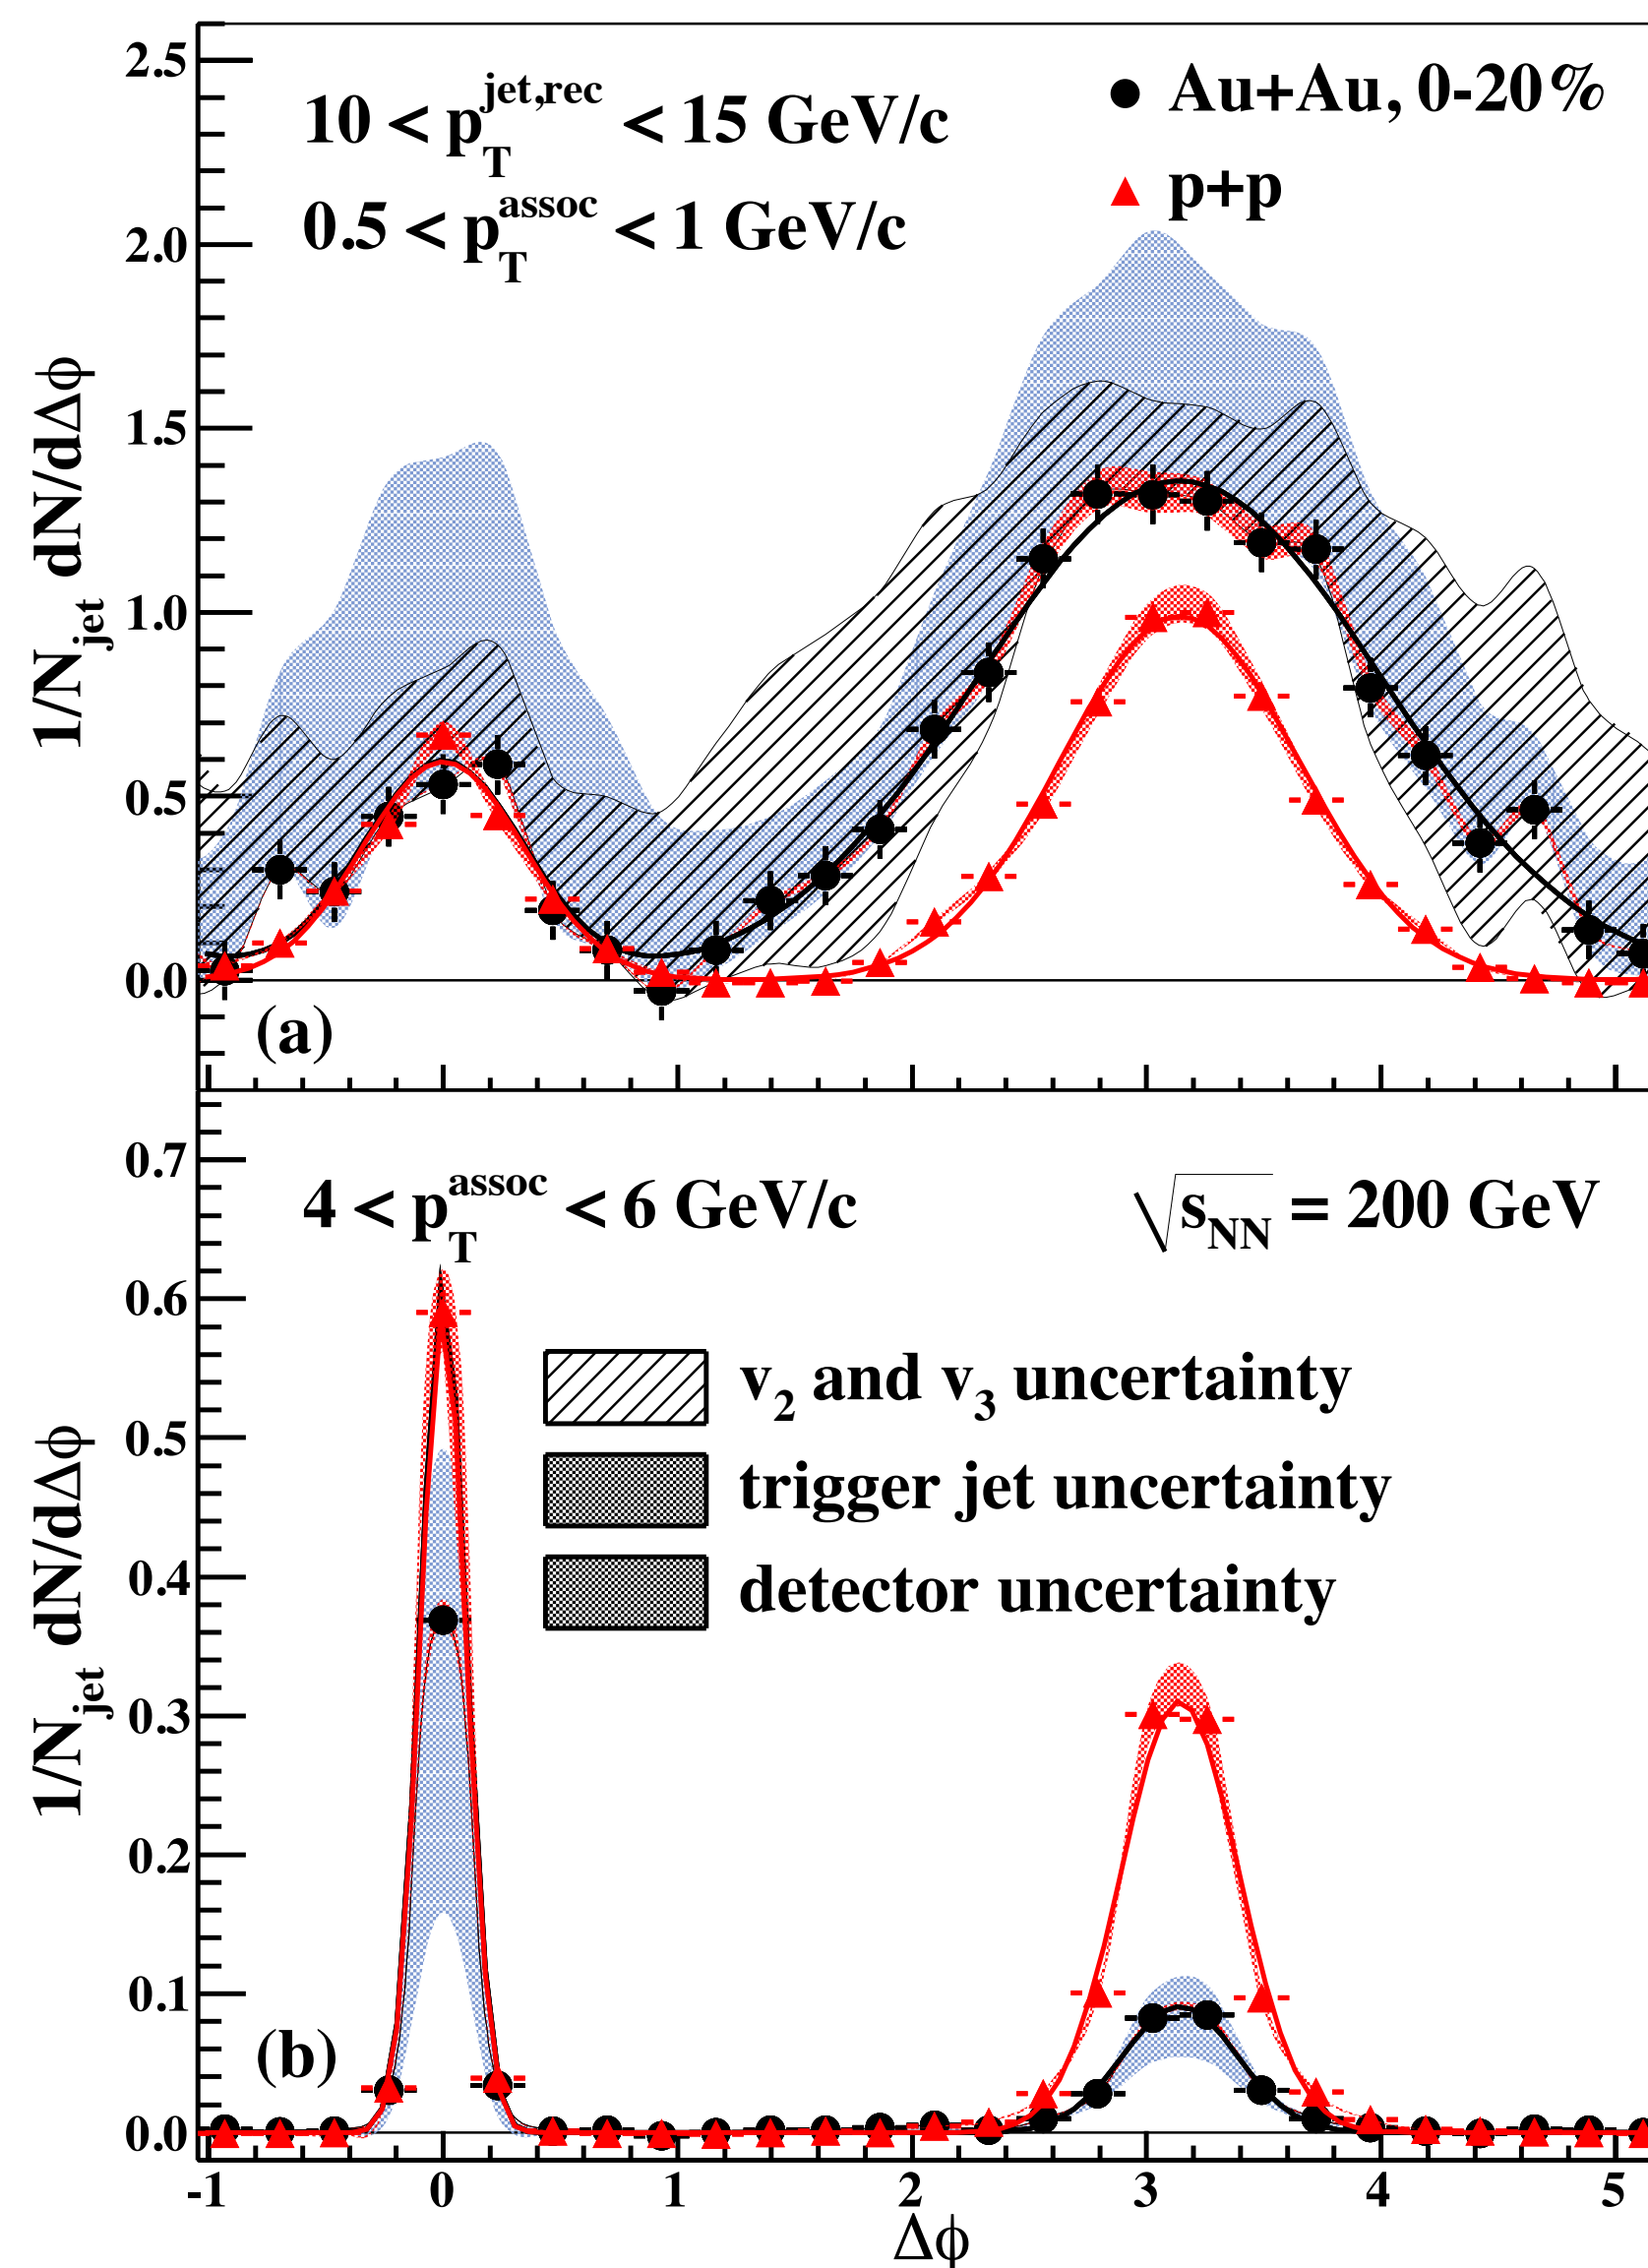 2.5
10 < p_T^jet,rec < 15 GeV/c
Au+Au, 0-20%
0.5 < p_T^assoc < 1 GeV/c
p+p
2.0
1.5
1.0
0.5
0.0
1/N_jet dN/dΔϕ
(a)
0.7
4 < p_T^assoc < 6 GeV/c
√s_NN = 200 GeV
0.6
v_2 and v_3 uncertainty
0.5
trigger jet uncertainty
0.4
detector uncertainty
0.3
0.2
0.1
0.0
1/N_jet dN/dΔϕ
(b)
-1 0 1 2 3 4 5
Δϕ